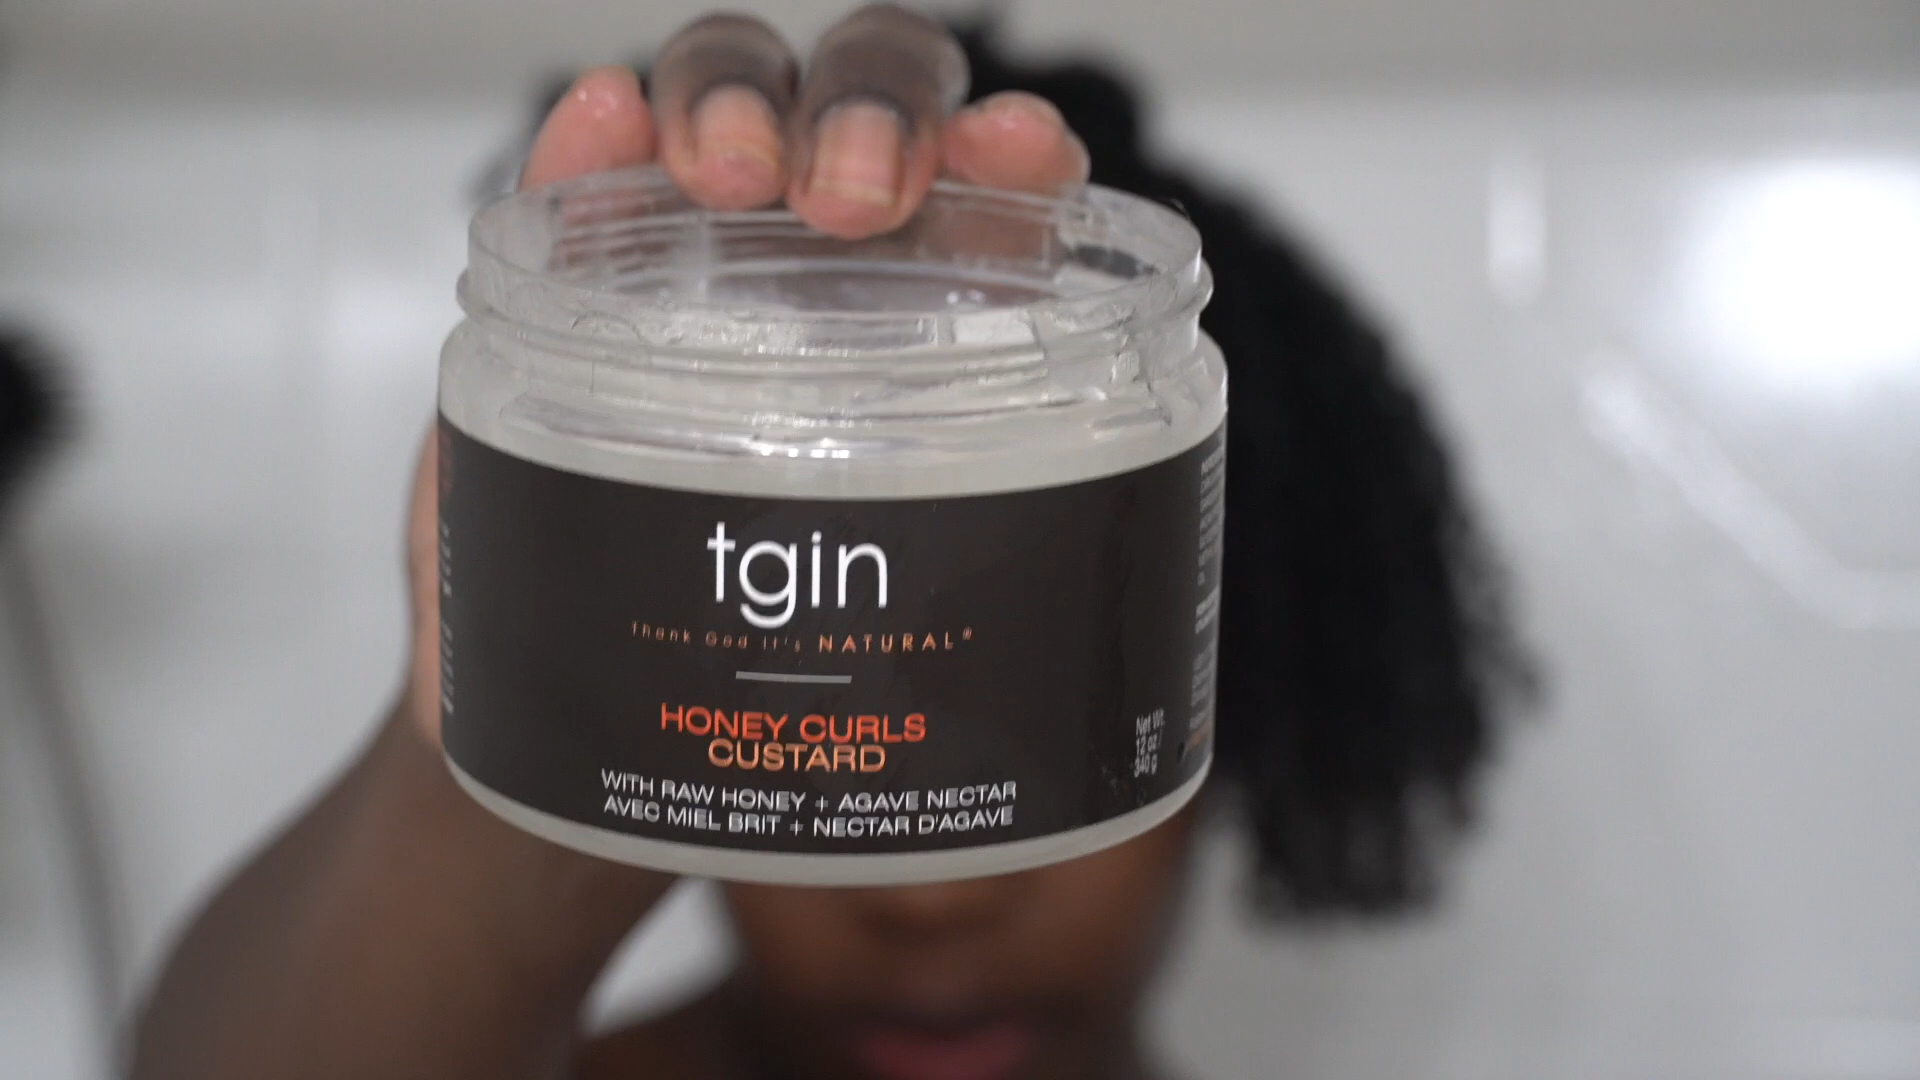 tgin
Thank God It's NATURAL®
HONEY CURLS
CUSTARD
WITH RAW HONEY + AGAVE NECTAR
AVEC MIEL BRIT + NECTAR D'AGAVE
Net Wt.
12 oz /
340 g